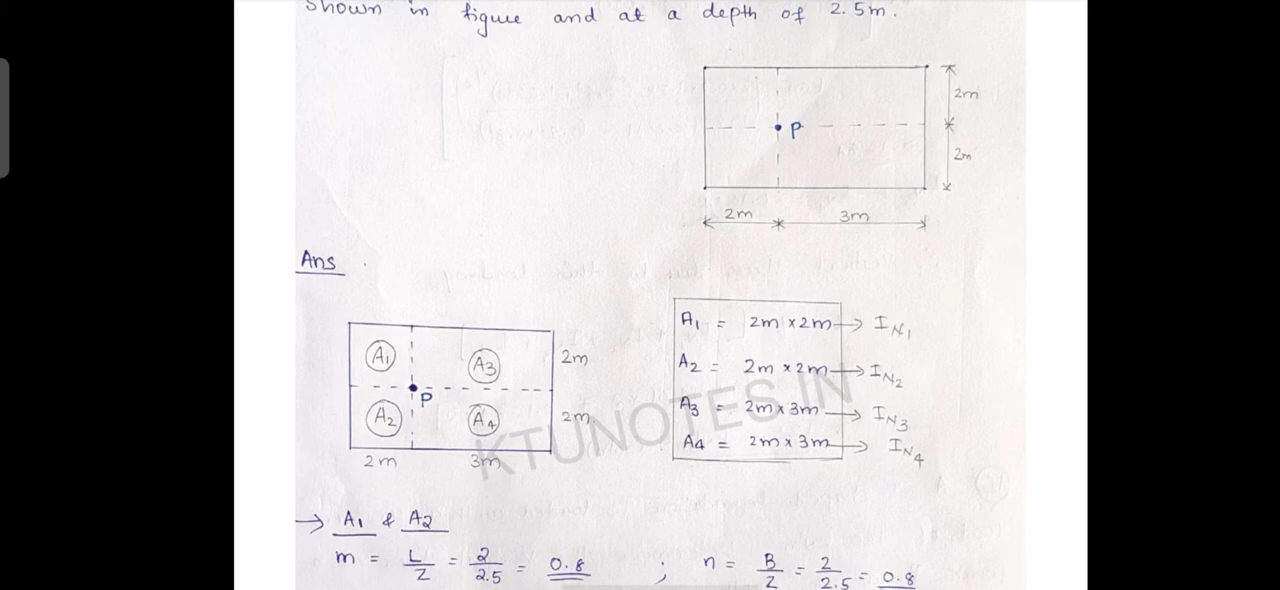 Shown in figure and at a depth of 2.5m.
2m
P
2m
2m 3m
Ans
A1 = 2m x 2m → IN1
A2 = 2m x 2m → IN2
A3 = 2m x 3m → IN3
A4 = 2m x 3m → IN4
A1 A3 2m
P
A2 A4 2m
2m 3m
KTUNOTES.IN
→ A1 & A2
m = L/Z = 2/2.5 = 0.8 ; n = B/Z = 2/2.5 = 0.8